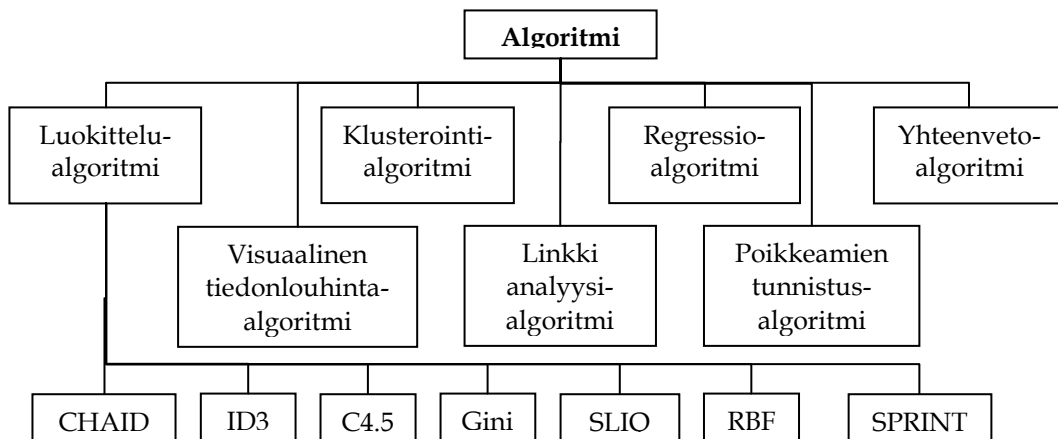 Algoritmi
Luokittelu-
algoritmi
Klusterointi-
algoritmi
Regressio-
algoritmi
Yhteenveto-
algoritmi
Visuaalinen
tiedonlouhinta-
algoritmi
Linkki
analyysi-
algoritmi
Poikkeamien
tunnistus-
algoritmi
CHAID
ID3
C4.5
Gini
SLIO
RBF
SPRINT